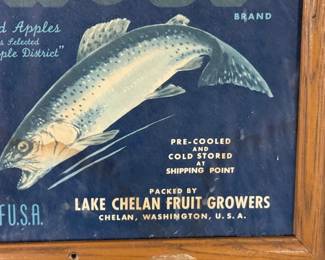 BRAND
d Apples
s Selected
ple District"
PRE-COOLED
AND
COLD STORED
AT
SHIPPING POINT
PACKED BY
LAKE CHELAN FRUIT GROWERS
CHELAN, WASHINGTON, U.S.A.
F U.S.A.